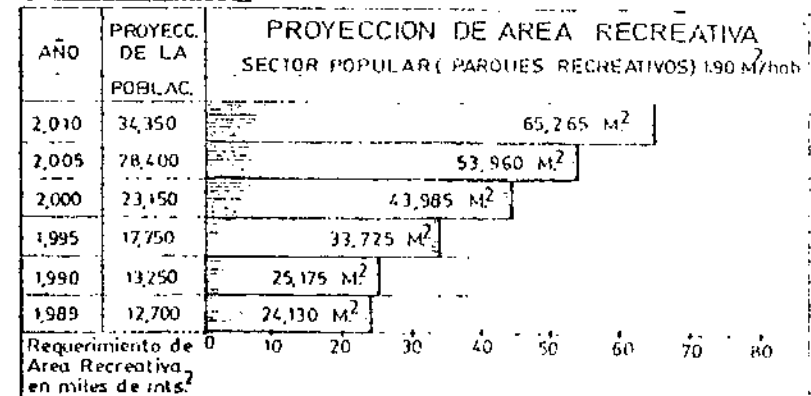 AÑO
PROYECC.
DE LA
POBLAC.
PROYECCION DE AREA RECREATIVA
SECTOR POPULAR ( PARQUES RECREATIVOS) 1.90 M²/hab
2,010 34,350 65,265 M²
2,005 28,400 53,960 M²
2,000 23,150 43,985 M²
1,995 17,750 33,725 M²
1,990 13,250 25,175 M²
1,989 12,700 24,130 M²
0 10 20 30 40 50 60 70 80
Requerimiento de
Area Recreativa
en miles de mts.²